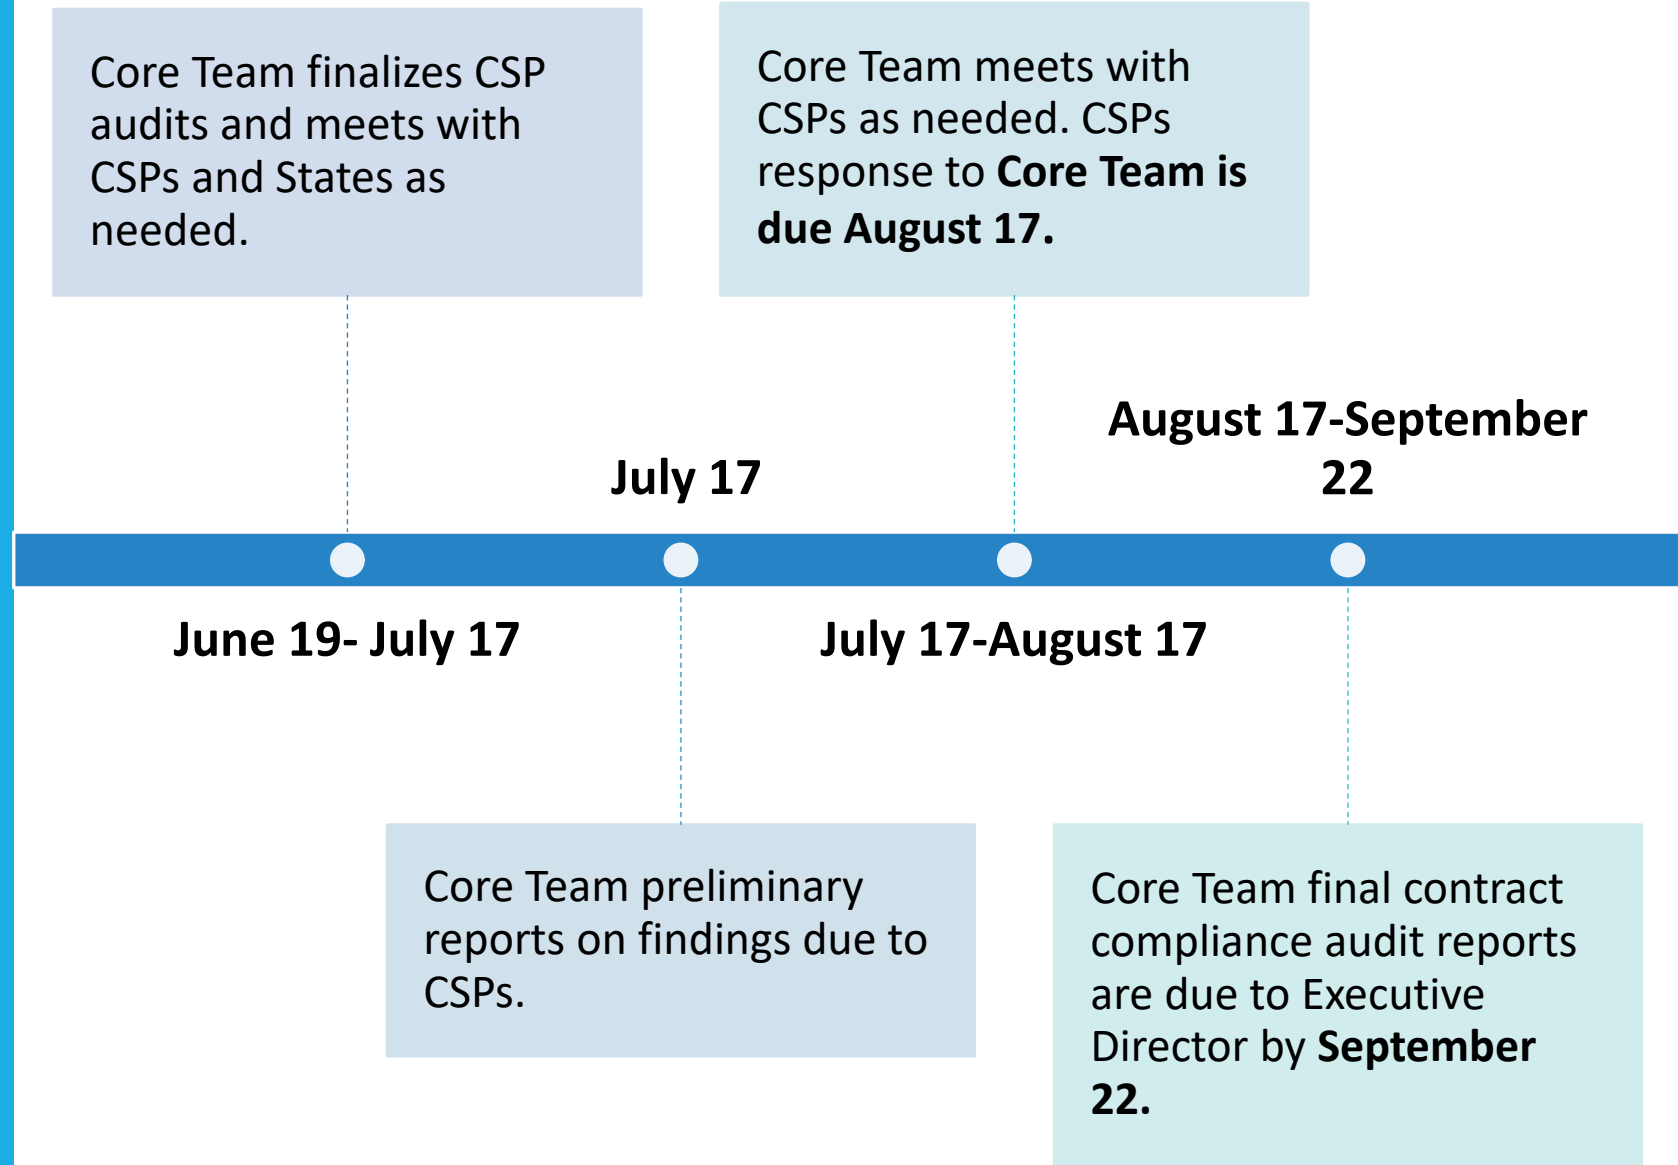 Core Team finalizes CSP
audits and meets with
CSPs and States as
needed.
Core Team meets with
CSPs as needed. CSPs
response to Core Team is
due August 17.
August 17-September
22
July 17
June 19- July 17
July 17-August 17
Core Team preliminary
reports on findings due to
CSPs.
Core Team final contract
compliance audit reports
are due to Executive
Director by September
22.